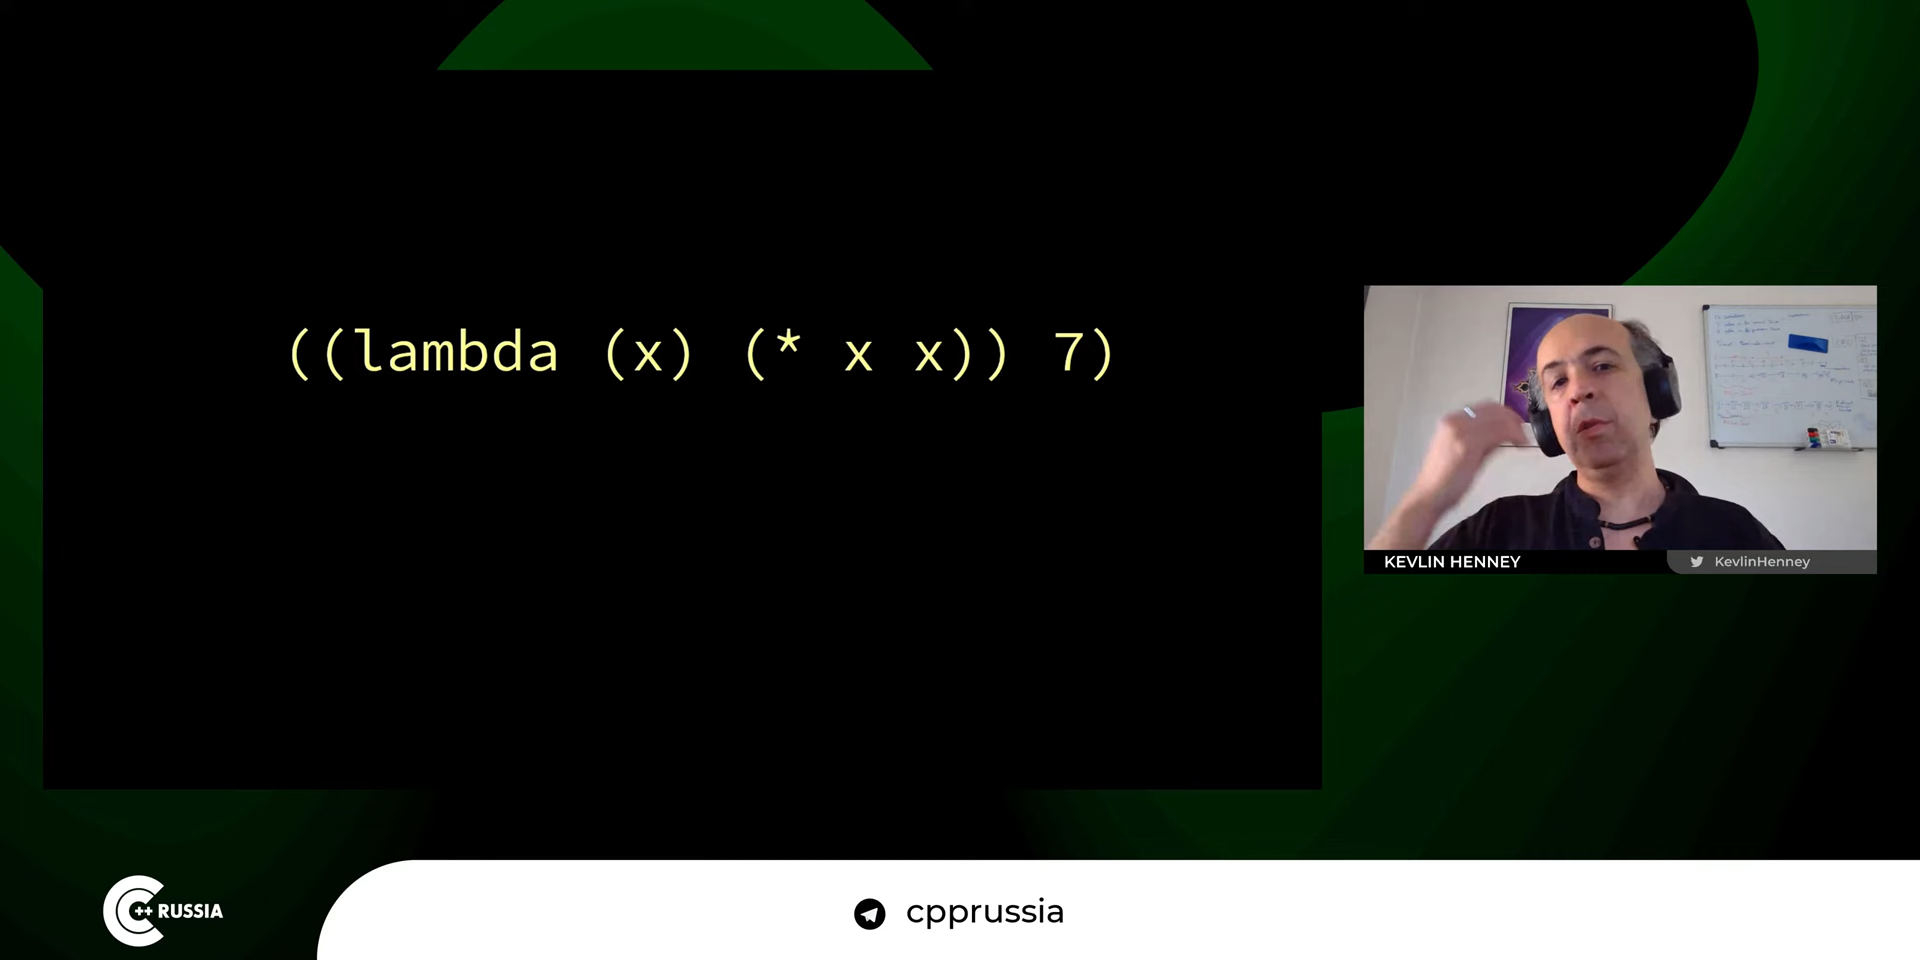 ((lambda (x) (* x x)) 7)
KEVLIN HENNEY
KevlinHenney
C++ RUSSIA
cpprussia